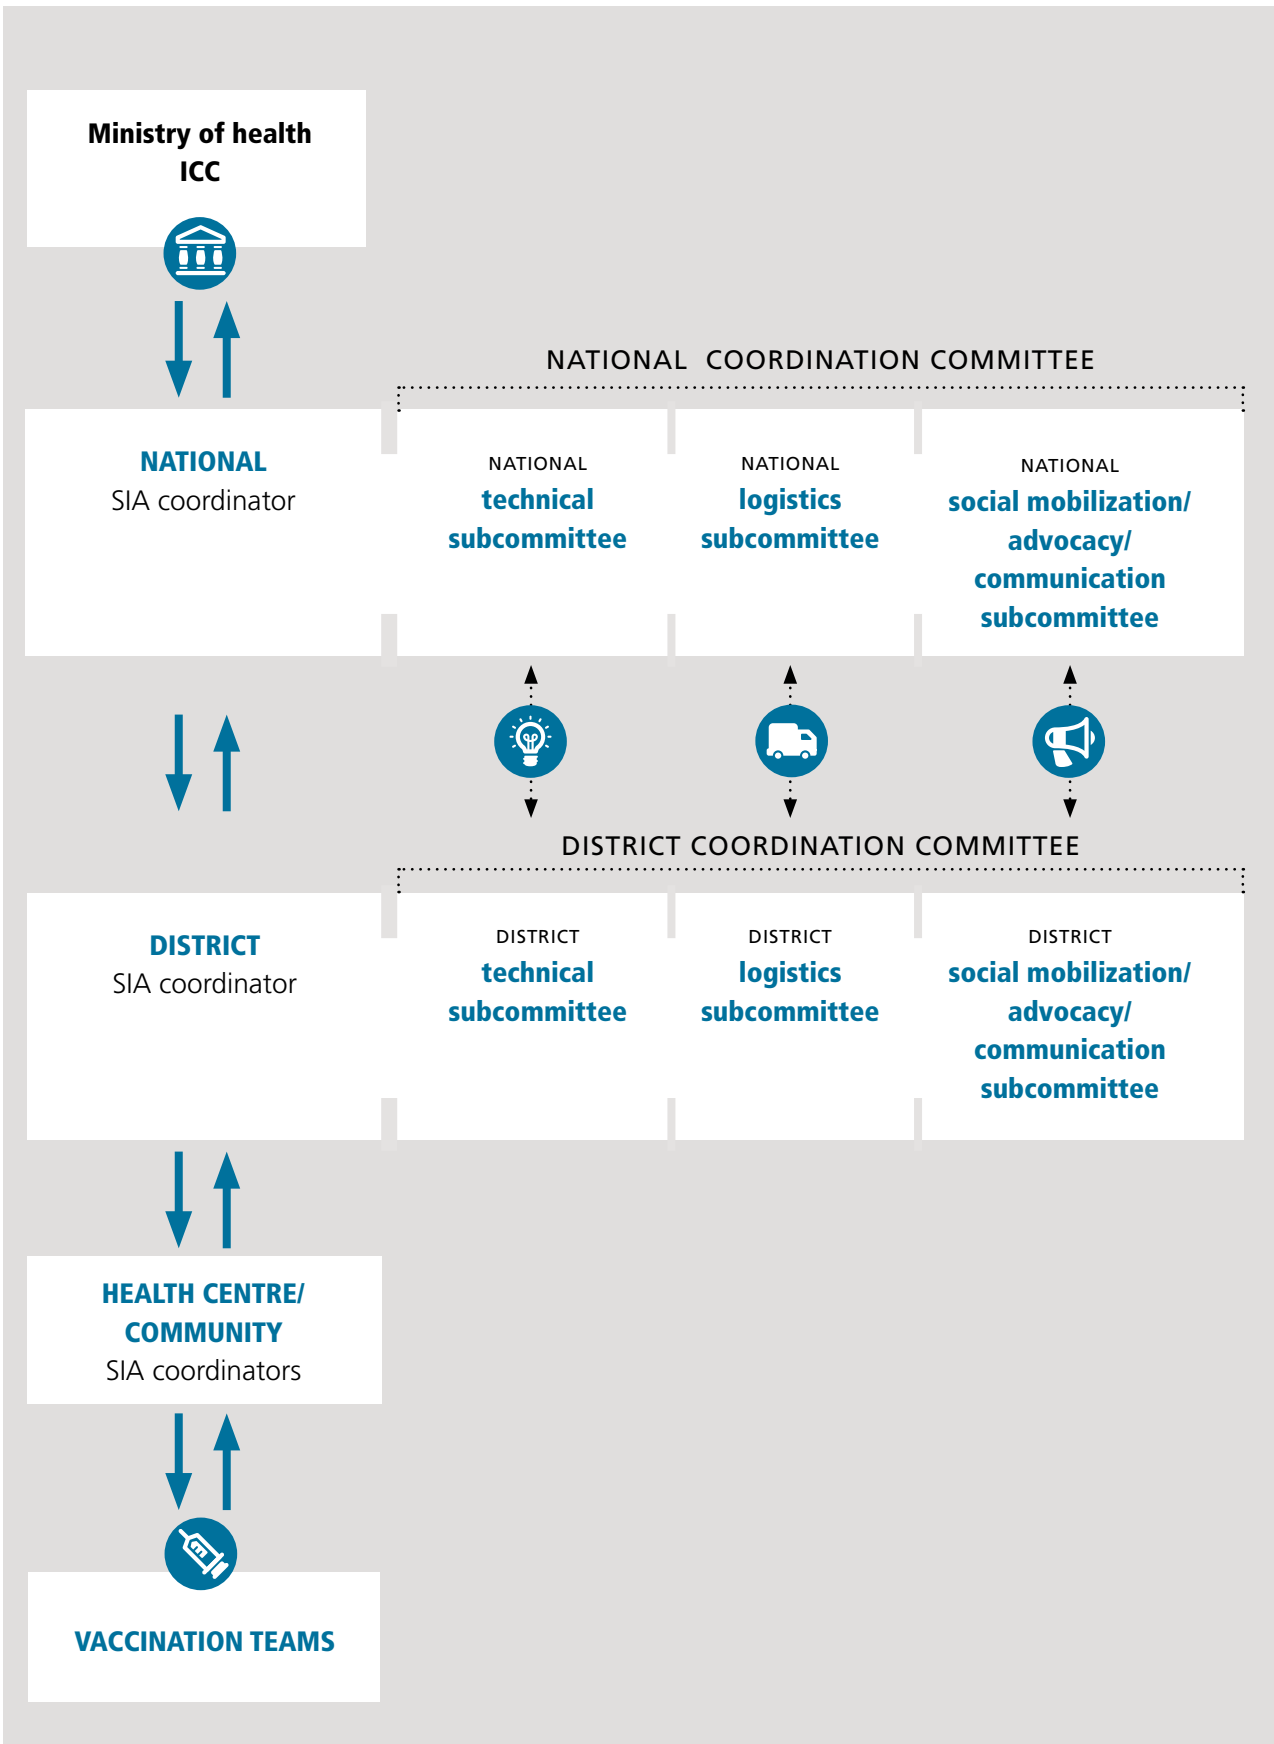 Ministry of health
ICC
NATIONAL COORDINATION COMMITTEE
NATIONAL
SIA coordinator
NATIONAL
technical
subcommittee
NATIONAL
logistics
subcommittee
NATIONAL
social mobilization/
advocacy/
communication
subcommittee
DISTRICT COORDINATION COMMITTEE
DISTRICT
SIA coordinator
DISTRICT
technical
subcommittee
DISTRICT
logistics
subcommittee
DISTRICT
social mobilization/
advocacy/
communication
subcommittee
HEALTH CENTRE/
COMMUNITY
SIA coordinators
VACCINATION TEAMS